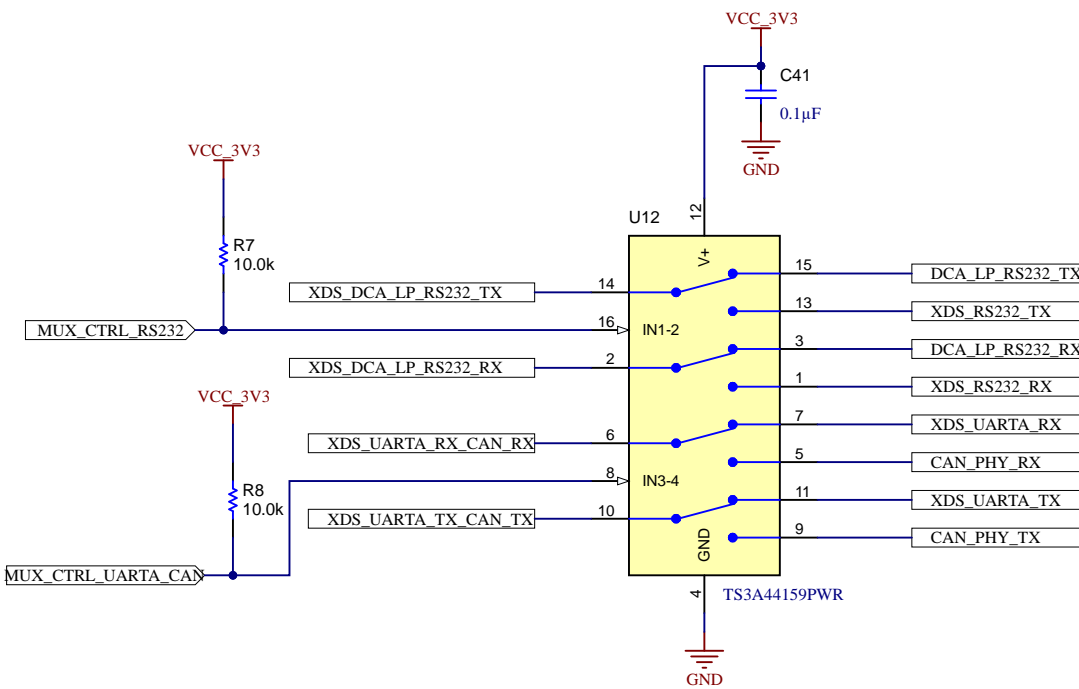 VCC_3V3
C41
0.1µF
GND
VCC_3V3
R7
10.0k
U12
12
V+
XDS_DCA_LP_RS232_TX
14
15
DCA_LP_RS232_TX
13
XDS_RS232_TX
MUX_CTRL_RS232
16
IN1-2
3
DCA_LP_RS232_RX
XDS_DCA_LP_RS232_RX
2
1
XDS_RS232_RX
VCC_3V3
7
XDS_UARTA_RX
XDS_UARTA_RX_CAN_RX
6
5
CAN_PHY_RX
R8
10.0k
8
IN3-4
11
XDS_UARTA_TX
XDS_UARTA_TX_CAN_TX
10
9
CAN_PHY_TX
GND
MUX_CTRL_UARTA_CAN
4
TS3A44159PWR
GND